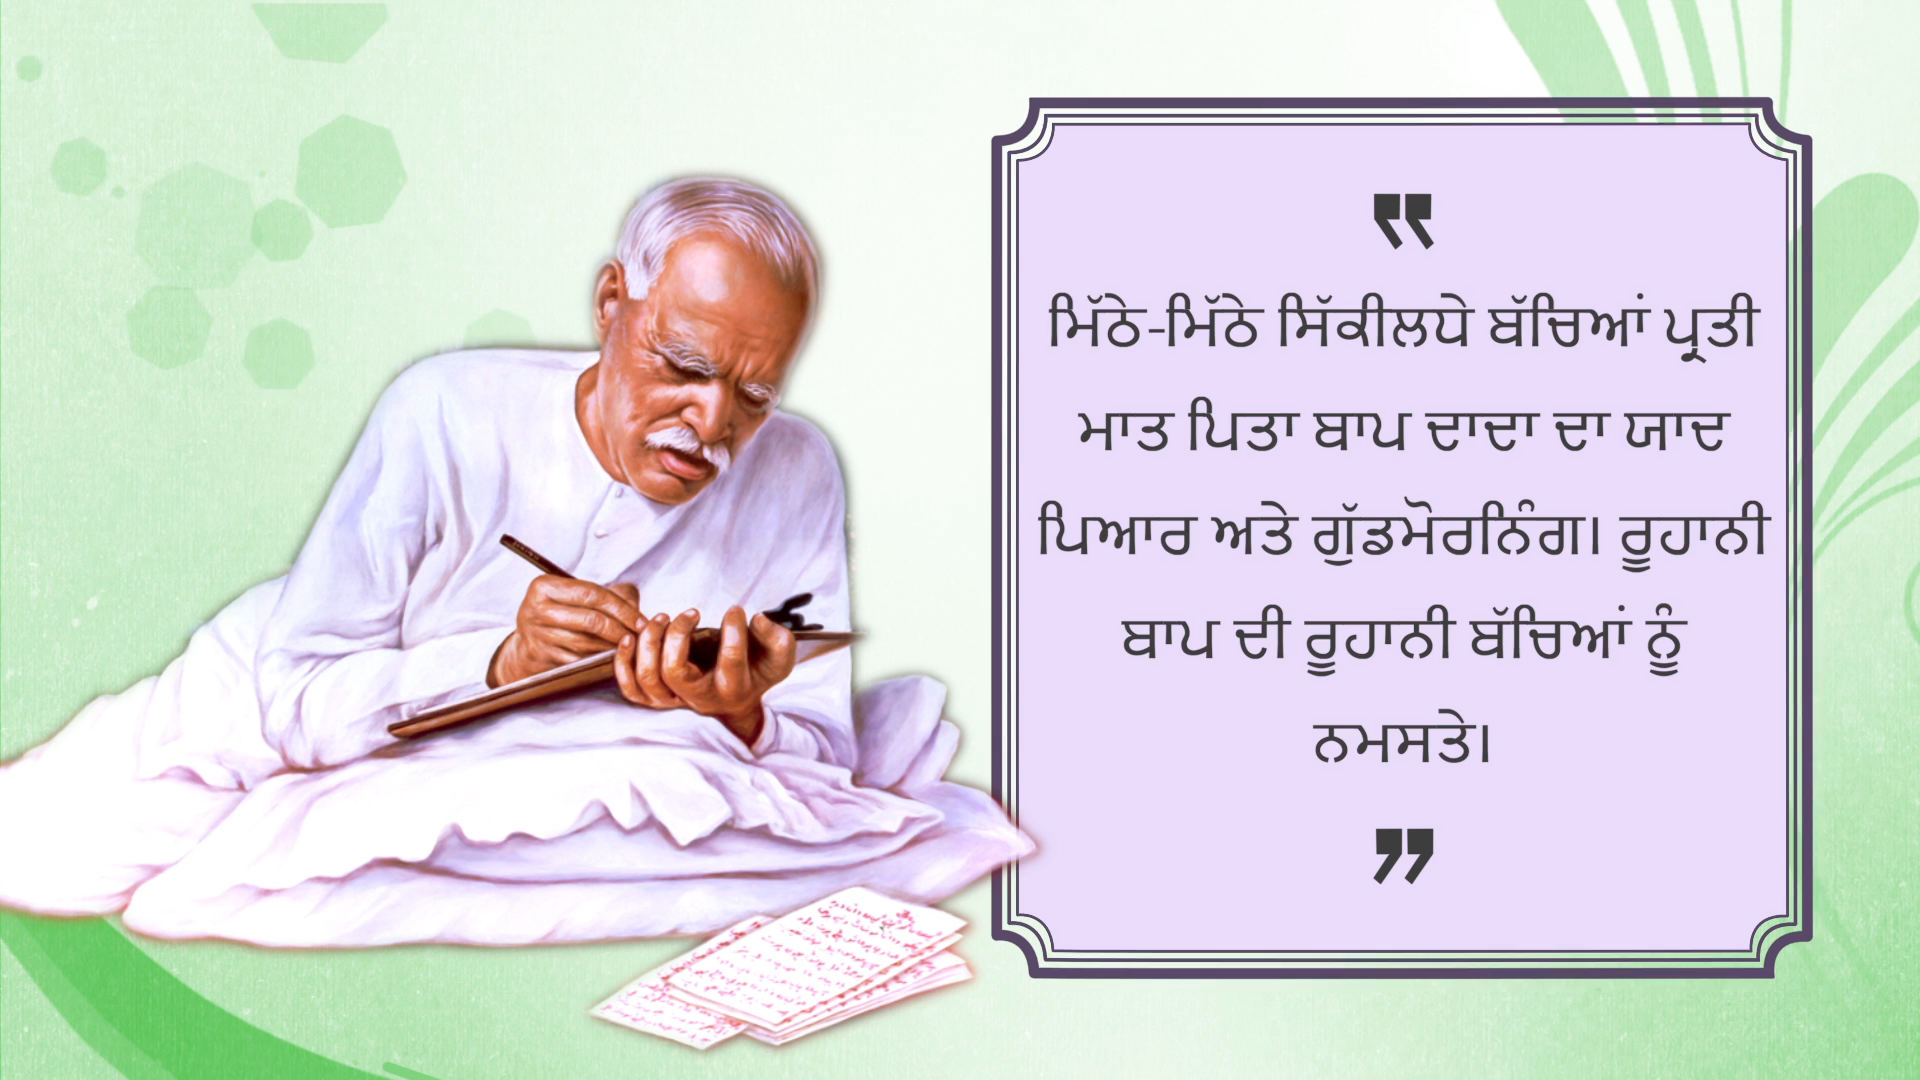 ❞
ਮਿੱਠੇ-ਮਿੱਠੇ ਸਿੱਕੀਲਧੇ ਬੱਚਿਆਂ ਪ੍ਰਤੀ
ਮਾਤ ਪਿਤਾ ਬਾਪ ਦਾਦਾ ਦਾ ਯਾਦ
ਪਿਆਰ ਅਤੇ ਗੁੱਡਮੋਰਨਿੰਗ। ਰੂਹਾਨੀ
ਬਾਪ ਦੀ ਰੂਹਾਨੀ ਬੱਚਿਆਂ ਨੂੰ
ਨਮਸਤੇ।
❞